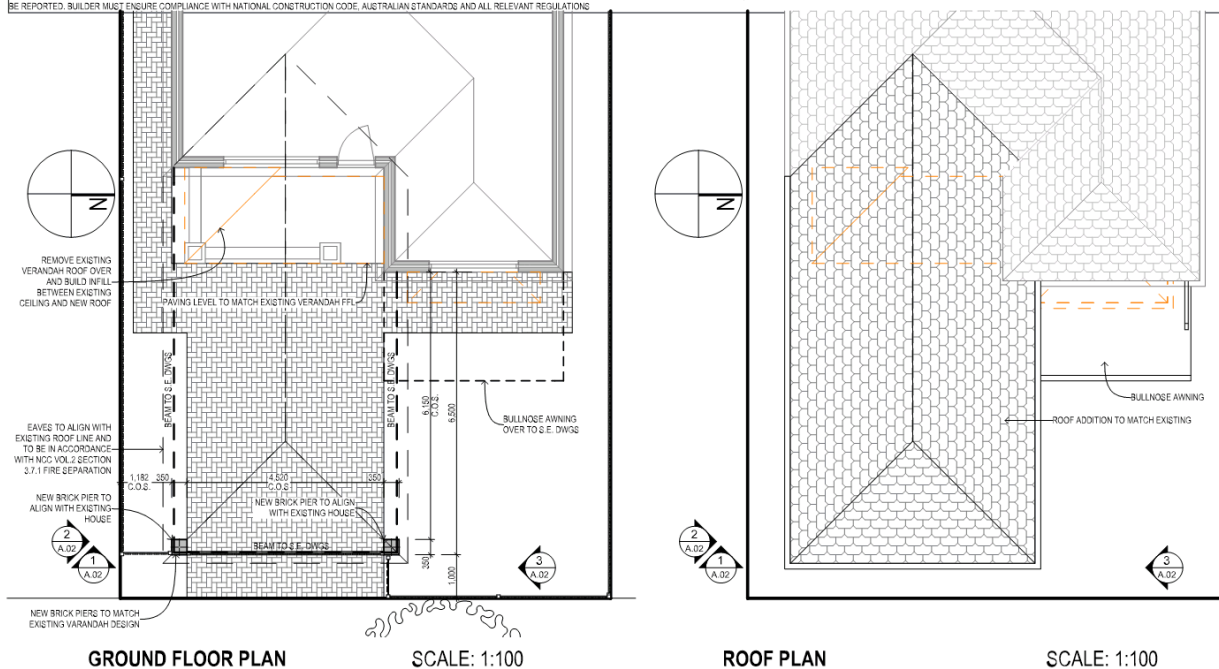 BE REPORTED. BUILDER MUST ENSURE COMPLIANCE WITH NATIONAL CONSTRUCTION CODE, AUSTRALIAN STANDARDS AND ALL RELEVANT REGULATIONS
N
REMOVE EXISTING
VERANDAH ROOF OVER
AND BUILD INFILL
BETWEEN EXISTING
CEILING AND NEW ROOF
PAVING LEVEL TO MATCH EXISTING VERANDAH FFL
BEAM TO S.E. DWGS
BEAM TO S.E. DWGS
6,150
C.O.S.
6,500
BULLNOSE AWNING
OVER TO S.E. DWGS
EAVES TO ALIGN WITH
EXISTING ROOF LINE AND
TO BE IN ACCORDANCE
WITH NCC VOL.2 SECTION
3.7.1 FIRE SEPARATION
1,182
C.O.S.
350
4,520
C.O.S
350
NEW BRICK PIER TO
ALIGN WITH EXISTING
HOUSE
NEW BRICK PIER TO ALIGN
WITH EXISTING HOUSE
BEAM TO S.E. DWGS
2
A.02
1
A.02
350
1,000
3
A.02
NEW BRICK PIERS TO MATCH
EXISTING VARANDAH DESIGN
GROUND FLOOR PLAN
SCALE: 1:100
N
BULLNOSE AWNING
ROOF ADDITION TO MATCH EXISTING
2
A.02
1
A.02
3
A.02
ROOF PLAN
SCALE: 1:100